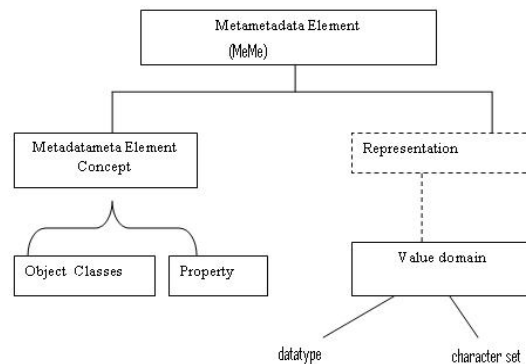 Metametadata Element
(MeMe)
Metadatameta Element
Concept
Representation
Object Classes
Property
Value domain
datatype
character set